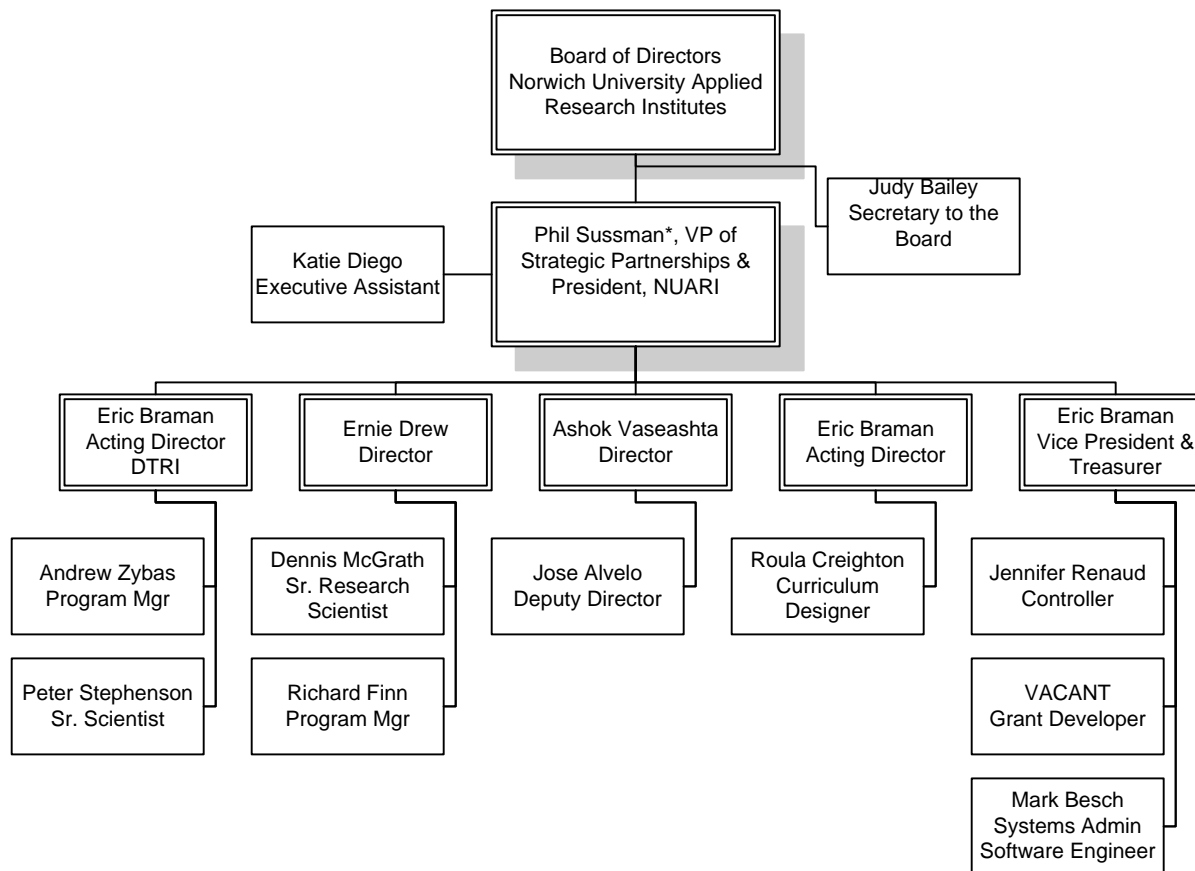 Board of Directors
Norwich University Applied
Research Institutes
Judy Bailey
Secretary to the
Board
Phil Sussman*, VP of
Strategic Partnerships &
President, NUARI
Katie Diego
Executive Assistant
Eric Braman
Acting Director
DTRI
Ernie Drew
Director
Ashok Vaseashta
Director
Eric Braman
Acting Director
Eric Braman
Vice President &
Treasurer
Andrew Zybas
Program Mgr
Dennis McGrath
Sr. Research
Scientist
Jose Alvelo
Deputy Director
Roula Creighton
Curriculum
Designer
Jennifer Renaud
Controller
Peter Stephenson
Sr. Scientist
Richard Finn
Program Mgr
VACANT
Grant Developer
Mark Besch
Systems Admin
Software Engineer